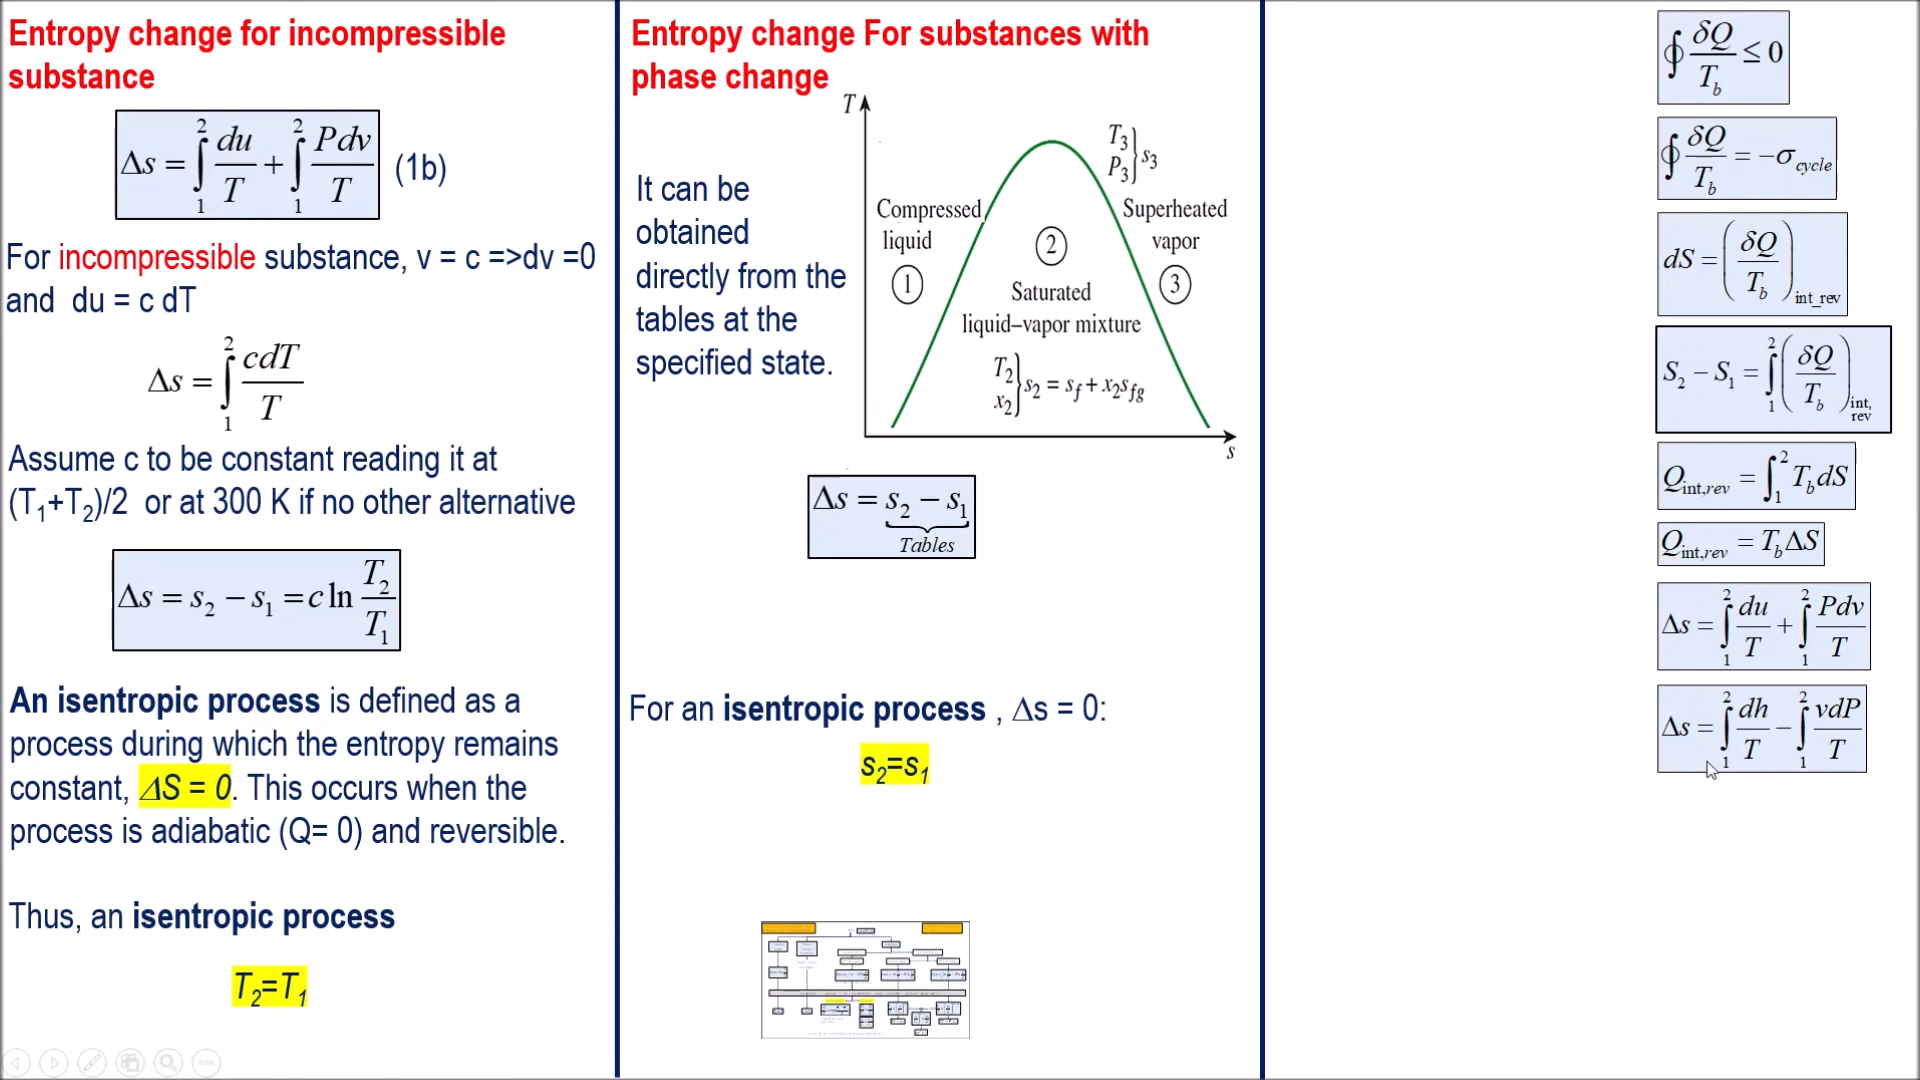 Entropy change for incompressible
substance
Δs = ∫₁² du/T + ∫₁² Pdv/T (1b)
For incompressible substance, v = c =>dv =0
and du = c dT
Δs = ∫₁² cdT/T
Assume c to be constant reading it at
(T₁+T₂)/2 or at 300 K if no other alternative
Δs = s₂ − s₁ = c ln T₂/T₁
An isentropic process is defined as a
process during which the entropy remains
constant, ΔS = 0. This occurs when the
process is adiabatic (Q= 0) and reversible.
Thus, an isentropic process
T₂=T₁
Entropy change For substances with
phase change
It can be
obtained
directly from the
tables at the
specified state.
T
T₃
P₃
} s₃
Compressed
liquid
1
2
Saturated
liquid–vapor mixture
Superheated
vapor
3
T₂
x₂
} s₂ = s_f + x₂s_fg
s
Δs = s₂ − s₁
Tables
For an isentropic process , Δs = 0:
s₂=s₁
∮ δQ/T_b ≤ 0
∮ δQ/T_b = −σ_cycle
dS = (δQ/T_b)_int_rev
S₂ − S₁ = ∫₁² (δQ/T_b)_int, rev
Q_int,rev = ∫₁² T_b dS
Q_int,rev = T_b ΔS
Δs = ∫₁² du/T + ∫₁² Pdv/T
Δs = ∫₁² dh/T − ∫₁² vdP/T